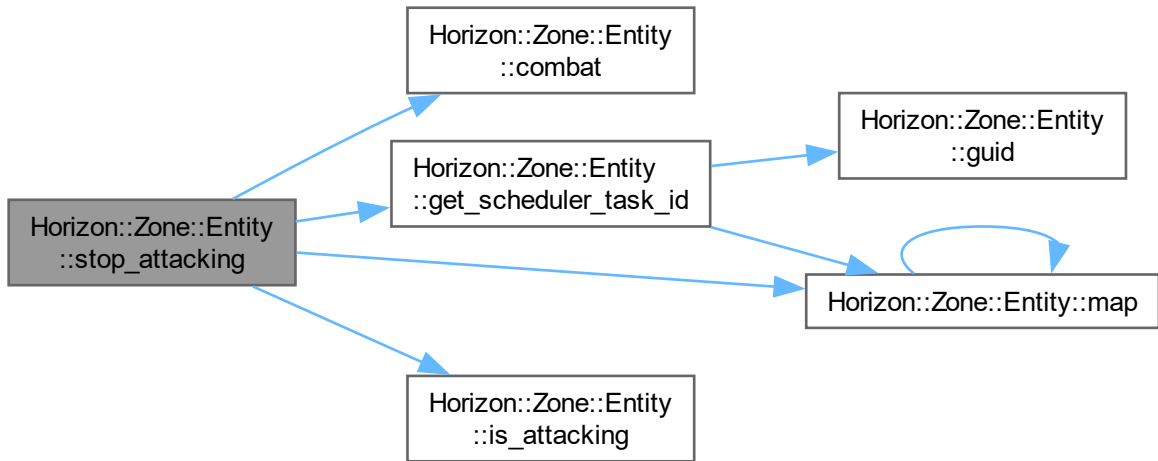 Horizon::Zone::Entity
::stop_attacking
Horizon::Zone::Entity
::combat
Horizon::Zone::Entity
::get_scheduler_task_id
Horizon::Zone::Entity
::guid
Horizon::Zone::Entity::map
Horizon::Zone::Entity
::is_attacking